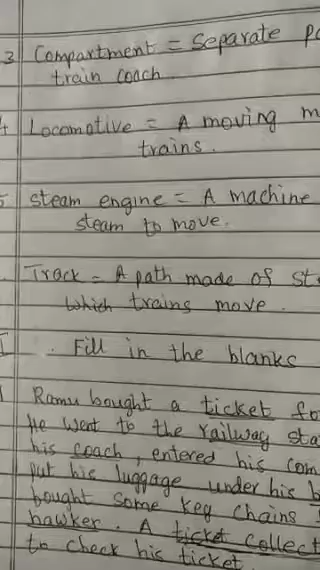 3 Compartment = Separate
train coach
4 Locomotive = A moving
trains.
5 Steam engine = A machine
steam to move.
Track = A path made of
which trains move.
Fill in the blanks
1 Ramu bought a ticket
He went to the railway
his coach, entered his
put his luggage under his
bought some key chains
hawker. A ticket
to check his ticket.